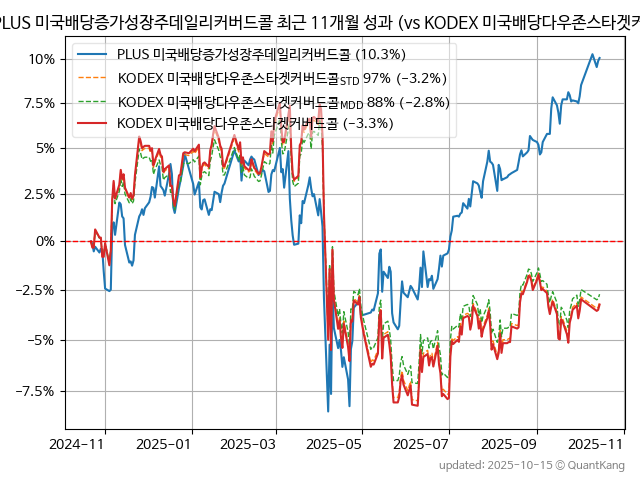 PLUS 미국배당증가성장주데일리커버드콜 최근 11개월 성과 (vs KODEX 미국배당다우존스타겟커
PLUS 미국배당증가성장주데일리커버드콜 (10.3%)
KODEX 미국배당다우존스타겟커버드콜STD 97% (−3.2%)
KODEX 미국배당다우존스타겟커버드콜MDD 88% (−2.8%)
KODEX 미국배당다우존스타겟커버드콜 (−3.3%)
10%
7.5%
5%
2.5%
0%
−2.5%
−5%
−7.5%
2024-11
2025-01
2025-03
2025-05
2025-07
2025-09
2025-11
updated: 2025-10-15 © QuantKang